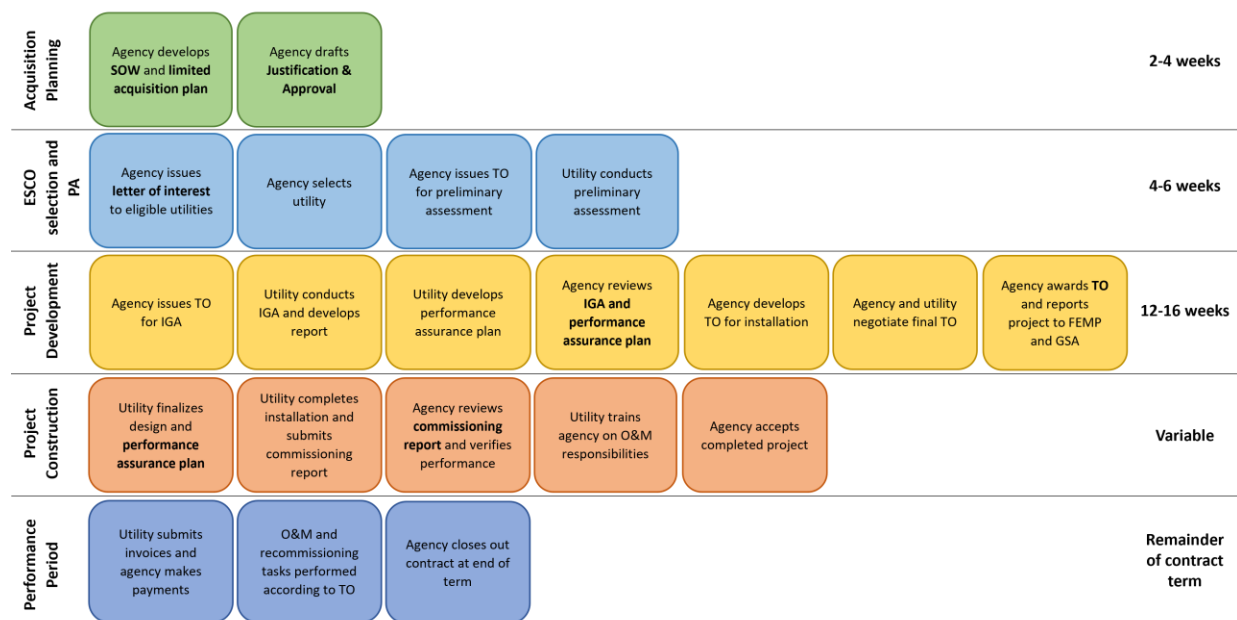 Acquisition
Planning
Agency develops
SOW and limited
acquisition plan
Agency drafts
Justification &
Approval
2-4 weeks
ESCO
selection and
PA
Agency issues
letter of interest
to eligible utilities
Agency selects
utility
Agency issues TO
for preliminary
assessment
Utility conducts
preliminary
assessment
4-6 weeks
Project
Development
Agency issues TO
for IGA
Utility conducts
IGA and develops
report
Utility develops
performance
assurance plan
Agency reviews
IGA and
performance
assurance plan
Agency develops
TO for installation
Agency and utility
negotiate final TO
Agency awards TO
and reports
project to FEMP
and GSA
12-16 weeks
Project
Construction
Utility finalizes
design and
performance
assurance plan
Utility completes
installation and
submits
commissioning
report
Agency reviews
commissioning
report and verifies
performance
Utility trains
agency on O&M
responsibilities
Agency accepts
completed project
Variable
Performance
Period
Utility submits
invoices and
agency makes
payments
O&M and
recommissioning
tasks performed
according to TO
Agency closes out
contract at end of
term
Remainder
of contract
term